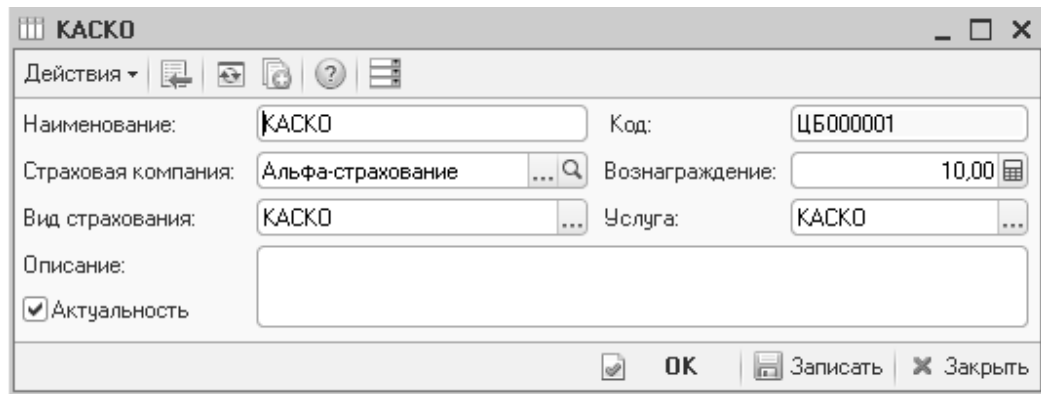 КАСКО
Действия
Наименование: КАСКО Код: ЦБ000001
Страховая компания: Альфа-страхование ... Вознаграждение: 10,00
Вид страхования: КАСКО ... Услуга: КАСКО ...
Описание:
Актуальность
OK Записать Закрыть